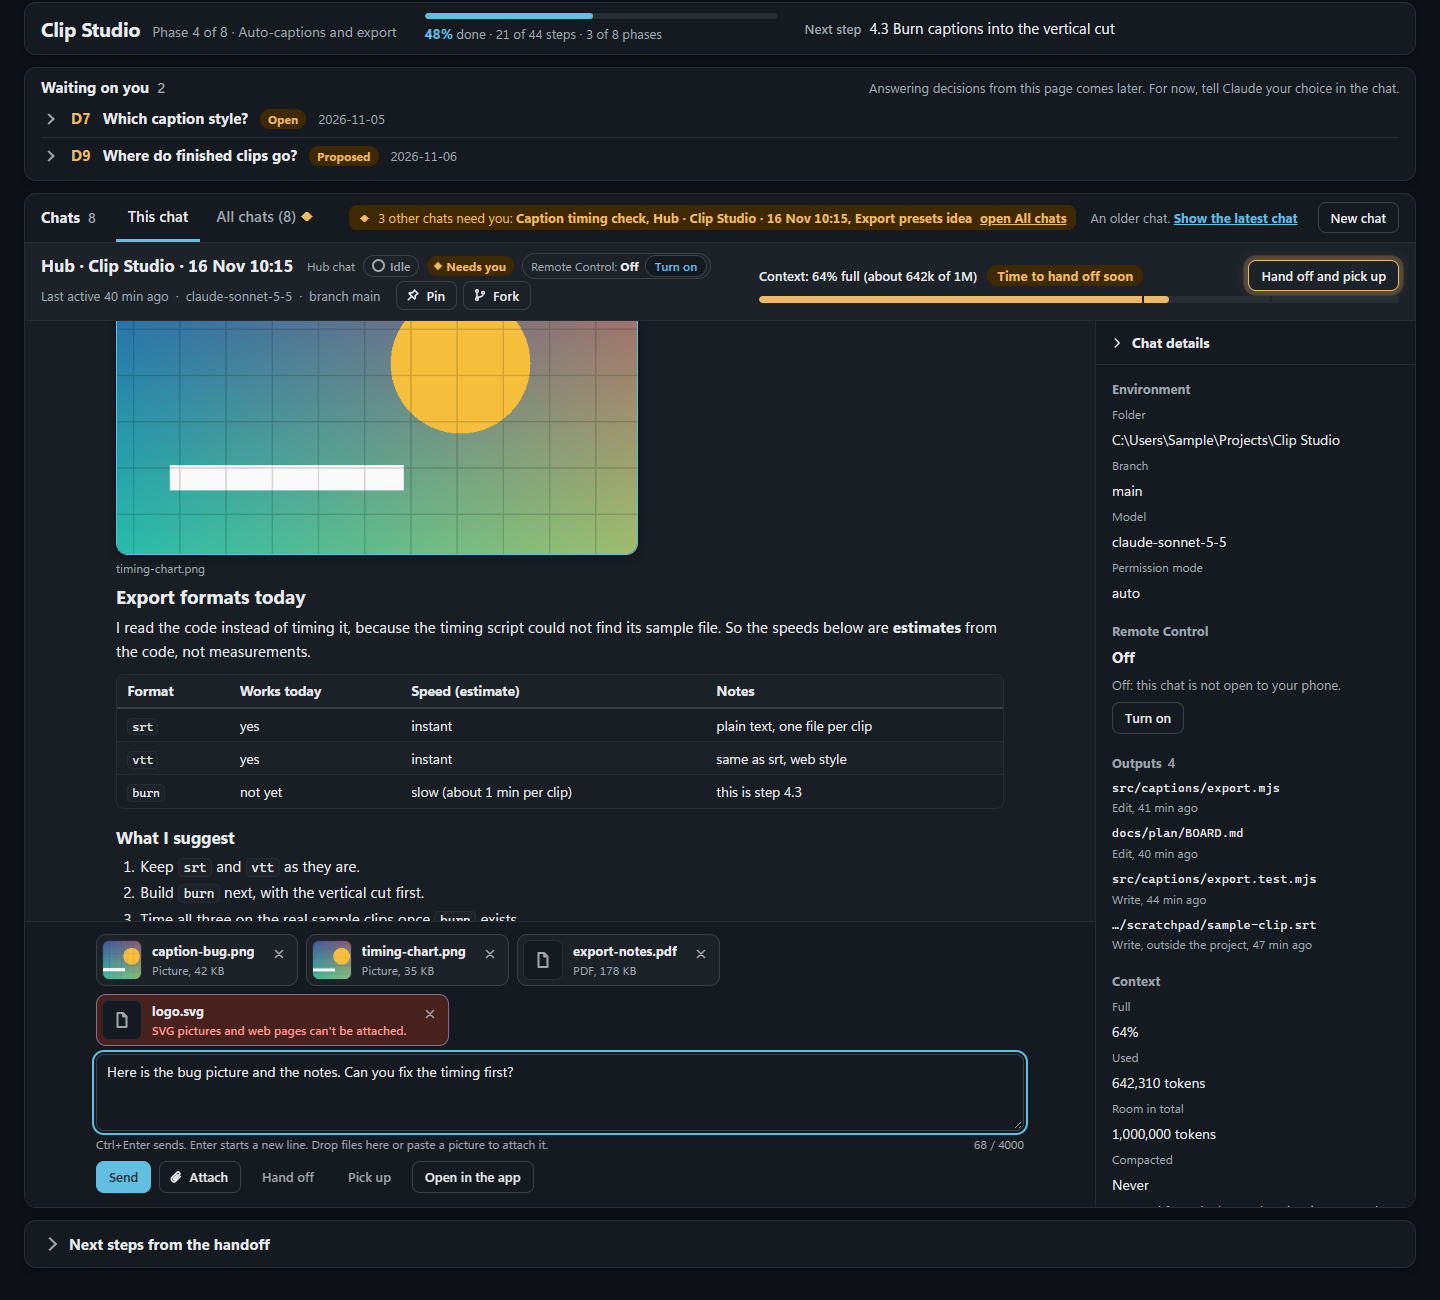 Clip Studio Phase 4 of 8 · Auto-captions and export
48% done · 21 of 44 steps · 3 of 8 phases
Next step 4.3 Burn captions into the vertical cut
Waiting on you 2
Answering decisions from this page comes later. For now, tell Claude your choice in the chat.
D7 Which caption style? Open 2026-11-05
D9 Where do finished clips go? Proposed 2026-11-06
Chats 8 This chat All chats (8)
3 other chats need you: Caption timing check, Hub · Clip Studio · 16 Nov 10:15, Export presets idea open All chats
An older chat. Show the latest chat
New chat
Hub · Clip Studio · 16 Nov 10:15 Hub chat Idle Needs you Remote Control: Off Turn on
Last active 40 min ago · claude-sonnet-5-5 · branch main Pin Fork
Context: 64% full (about 642k of 1M) Time to hand off soon
Hand off and pick up
timing-chart.png
Export formats today
I read the code instead of timing it, because the timing script could not find its sample file. So the speeds below are estimates from
the code, not measurements.
Format Works today Speed (estimate) Notes
srt yes instant plain text, one file per clip
vtt yes instant same as srt, web style
burn not yet slow (about 1 min per clip) this is step 4.3
What I suggest
1. Keep srt and vtt as they are.
2. Build burn next, with the vertical cut first.
3. Time all three on the real sample clips once burn exists
caption-bug.png
Picture, 42 KB
timing-chart.png
Picture, 35 KB
export-notes.pdf
PDF, 178 KB
logo.svg
SVG pictures and web pages can't be attached.
Here is the bug picture and the notes. Can you fix the timing first?
Ctrl+Enter sends. Enter starts a new line. Drop files here or paste a picture to attach it.
68 / 4000
Send Attach Hand off Pick up Open in the app
Chat details
Environment
Folder
C:\Users\Sample\Projects\Clip Studio
Branch
main
Model
claude-sonnet-5-5
Permission mode
auto
Remote Control
Off
Off: this chat is not open to your phone.
Turn on
Outputs 4
src/captions/export.mjs
Edit, 41 min ago
docs/plan/BOARD.md
Edit, 40 min ago
src/captions/export.test.mjs
Write, 44 min ago
…/scratchpad/sample-clip.srt
Write, outside the project, 47 min ago
Context
Full
64%
Used
642,310 tokens
Room in total
1,000,000 tokens
Compacted
Never
Next steps from the handoff